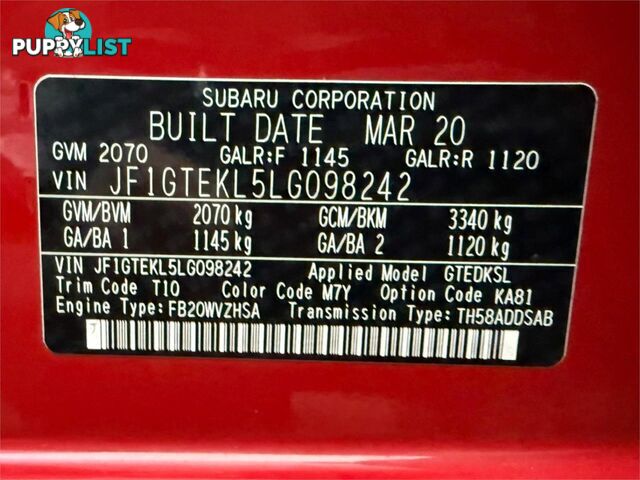 PUPPYLIST
SUBARU CORPORATION
BUILT DATE MAR 20
GVM 2070 GALR:F 1145 GALR:R 1120
VIN JF1GTEKL5LG098242
GVM/BVM 2070 kg GCM/BKM 3340 kg
GA/BA 1 1145 kg GA/BA 2 1120 kg
VIN JF1GTEKL5LG098242 Applied Model GTEDKSL
Trim Code T10 Color Code M7Y Option Code KA81
Engine Type:FB20WVZHSA Transmission Type:TH58ADDSAB